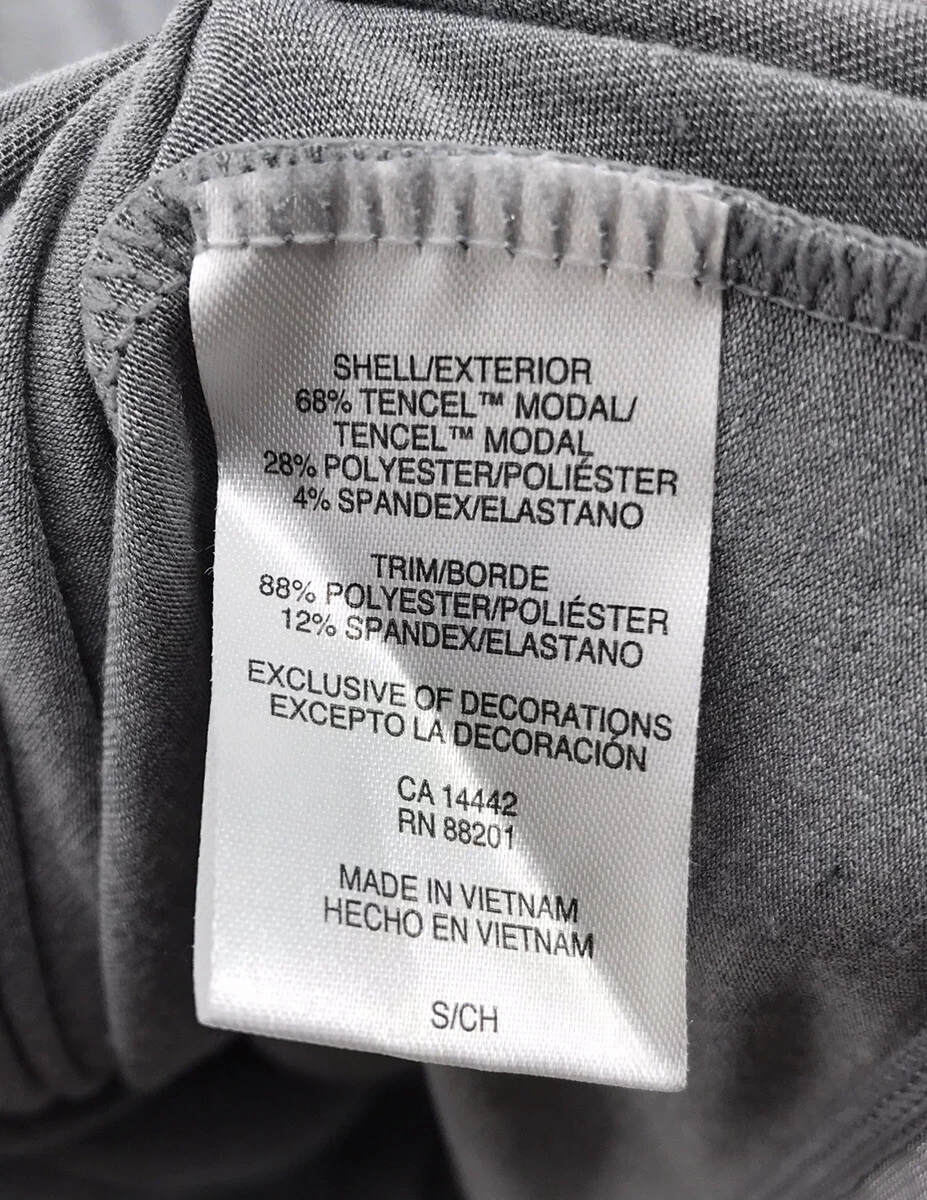 SHELL/EXTERIOR
68% TENCEL™ MODAL/
TENCEL™ MODAL
28% POLYESTER/POLIÉSTER
4% SPANDEX/ELASTANO
TRIM/BORDE
88% POLYESTER/POLIÉSTER
12% SPANDEX/ELASTANO
EXCLUSIVE OF DECORATIONS
EXCEPTO LA DECORACIÓN
CA 14442
RN 88201
MADE IN VIETNAM
HECHO EN VIETNAM
S/CH